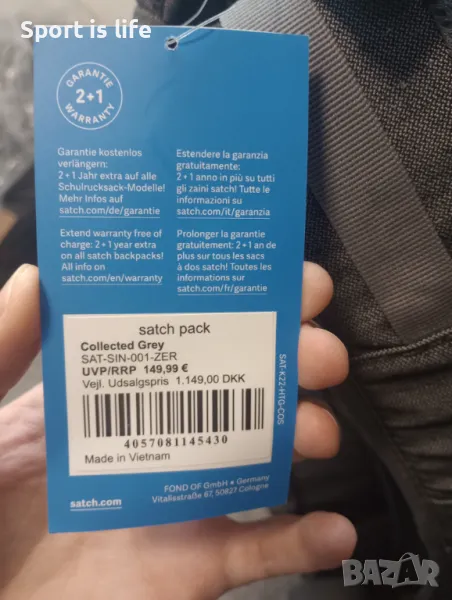 Sport is life
GARANTIE
2+1
WARRANTY
Garantie kostenlos
verlängern:
2+1 Jahr extra auf alle
Schulrucksack-Modelle!
Mehr Infos auf
satch.com/de/garantie
Estendere la garanzia
gratuitamente:
2+1 anno in più su tutti
gli zaini satch! Tutte le
informazioni su
satch.com/it/garanzia
Extend warranty free of
charge: 2+1 year extra
on all satch backpacks!
All info on
satch.com/en/warranty
Prolonger la garantie
gratuitement: 2+1 an de
plus sur tous les sacs
à dos satch! Toutes les
informations sur
satch.com/fr/garantie
satch pack
Collected Grey
SAT-SIN-001-ZER
UVP/RRP 149,99 €
Vejl. Udsalgspris 1.149,00 DKK
4057081145430
Made in Vietnam
SAT-K22-HTG-COS
satch.com
FOND OF GmbH • Germany
Vitalisstraße 67, 50827 Cologne
BAZAR